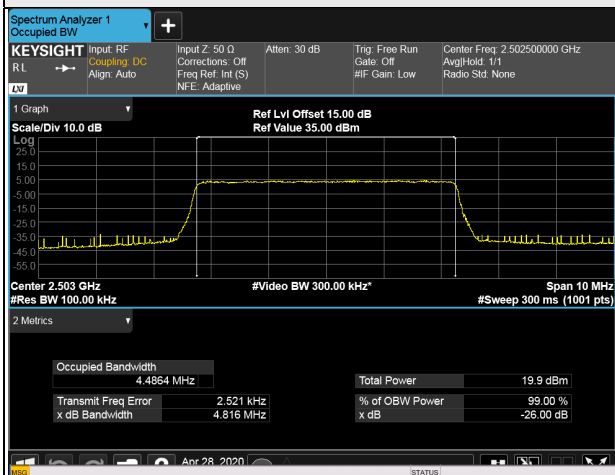 Spectrum Analyzer 1
Occupied BW
+
KEYSIGHT Input: RF Input Z: 50 Ω Atten: 30 dB Trig: Free Run Center Freq: 2.502500000 GHz
RL Coupling: DC Corrections: Off Gate: Off Avg|Hold: 1/1
Align: Auto Freq Ref: Int (S) #IF Gain: Low Radio Std: None
LXI NFE: Adaptive
1 Graph
Ref Lvl Offset 15.00 dB
Scale/Div 10.0 dB Ref Value 35.00 dBm
Log
25.0
15.0
5.00
-5.00
-15.0
-25.0
-35.0
-45.0
-55.0
Center 2.503 GHz #Video BW 300.00 kHz* Span 10 MHz
#Res BW 100.00 kHz #Sweep 300 ms (1001 pts)
2 Metrics
Occupied Bandwidth
4.4864 MHz Total Power 19.9 dBm
Transmit Freq Error 2.521 kHz % of OBW Power 99.00 %
x dB Bandwidth 4.816 MHz x dB -26.00 dB
Apr 28, 2020
MSG STATUS